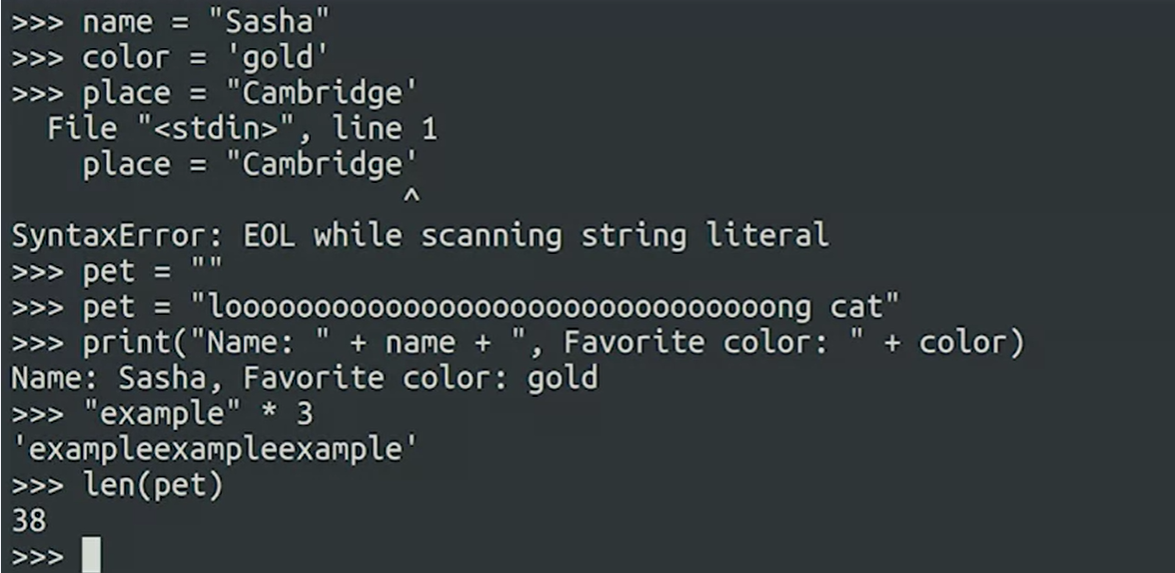 >>> name = "Sasha"
>>> color = 'gold'
>>> place = "Cambridge'
  File "<stdin>", line 1
    place = "Cambridge'
                      ^
SyntaxError: EOL while scanning string literal
>>> pet = ""
>>> pet = "looooooooooooooooooooooooooooooong cat"
>>> print("Name: " + name + ", Favorite color: " + color)
Name: Sasha, Favorite color: gold
>>> "example" * 3
'exampleexampleexample'
>>> len(pet)
38
>>>